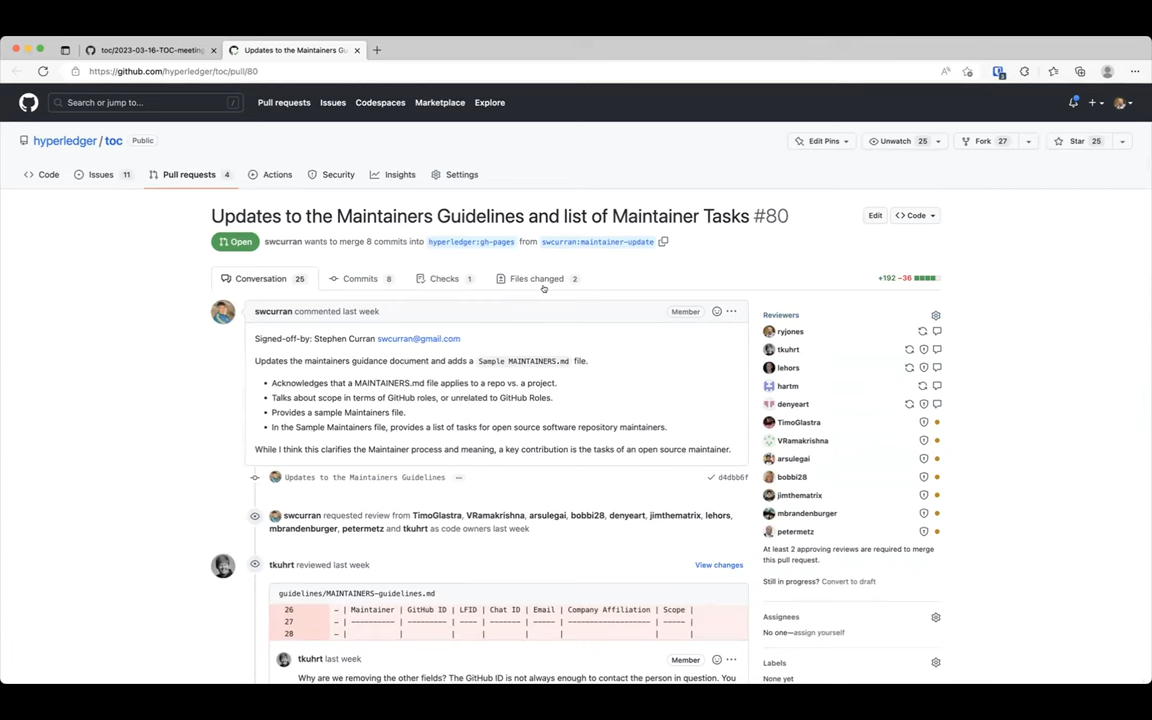 toc/2023-03-16-TOC-meeting
Updates to the Maintainers Gu
https://github.com/hyperledger/toc/pull/80
Search or jump to...
/
Pull requests
Issues
Codespaces
Marketplace
Explore
hyperledger / toc
Public
Edit Pins
Unwatch 25
Fork 27
Star 25
Code
Issues 11
Pull requests 4
Actions
Security
Insights
Settings
Updates to the Maintainers Guidelines and list of Maintainer Tasks #80
Edit
<> Code
Open
swcurran wants to merge 8 commits into hyperledger:gh-pages from swcurran:maintainer-update
Conversation 25
Commits 8
Checks 1
Files changed 2
+192 −36
swcurran commented last week
Member
Signed-off-by: Stephen Curran swcurran@gmail.com
Updates the maintainers guidance document and adds a Sample MAINTAINERS.md file.
• Acknowledges that a MAINTAINERS.md file applies to a repo vs. a project.
• Talks about scope in terms of GitHub roles, or unrelated to GitHub Roles.
• Provides a sample Maintainers file.
• In the Sample Maintainers file, provides a list of tasks for open source software repository maintainers.
While I think this clarifies the Maintainer process and meaning, a key contribution is the tasks of an open source maintainer.
Updates to the Maintainers Guidelines ...
d4dbb6f
swcurran requested review from TimoGlastra, VRamakrishna, arsulegai, bobbi28, denyeart, jimthematrix, lehors,
mbrandenburger, petermetz and tkuhrt as code owners last week
tkuhrt reviewed last week
View changes
guidelines/MAINTAINERS-guidelines.md
26 − | Maintainer | GitHub ID | LFID | Chat ID | Email | Company Affiliation | Scope |
27 − |----------|---------|----|-------|-----|-------------------|-----|
28 − | | | | | | | |
tkuhrt last week
Member
Why are we removing the other fields? The GitHub ID is not always enough to contact the person in question. You
Reviewers
ryjones
tkuhrt
lehors
hartm
denyeart
TimoGlastra
VRamakrishna
arsulegai
bobbi28
jimthematrix
mbrandenburger
petermetz
At least 2 approving reviews are required to merge
this pull request.
Still in progress? Convert to draft
Assignees
No one—assign yourself
Labels
None yet